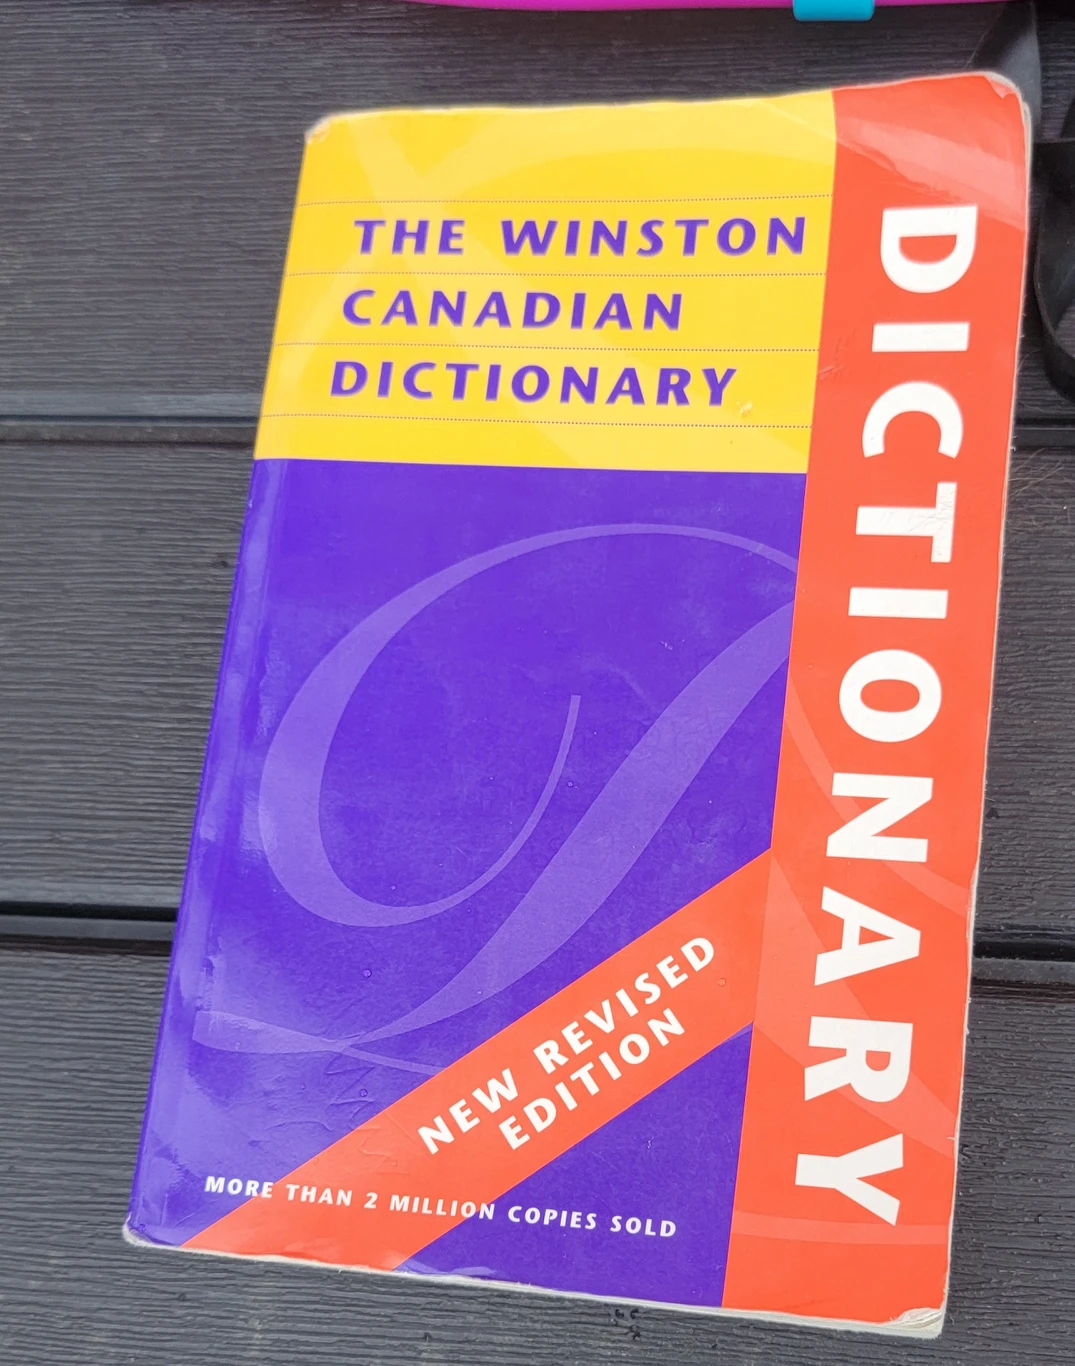 THE WINSTON
CANADIAN
DICTIONARY
DICTIONARY
NEW REVISED
EDITION
MORE THAN 2 MILLION COPIES SOLD